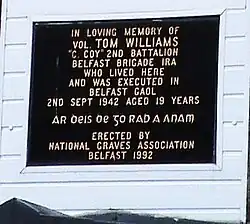 IN LOVING MEMORY OF
VOL. TOM WILLIAMS
"C. COY" 2ND BATTALION
BELFAST BRIGADE IRA
WHO LIVED HERE
AND WAS EXECUTED IN
BELFAST GAOL
2ND SEPT 1942 AGED 19 YEARS
AR DEIS DE GO RAD A ANAM
ERECTED BY
NATIONAL GRAVES ASSOCIATION
BELFAST 1992